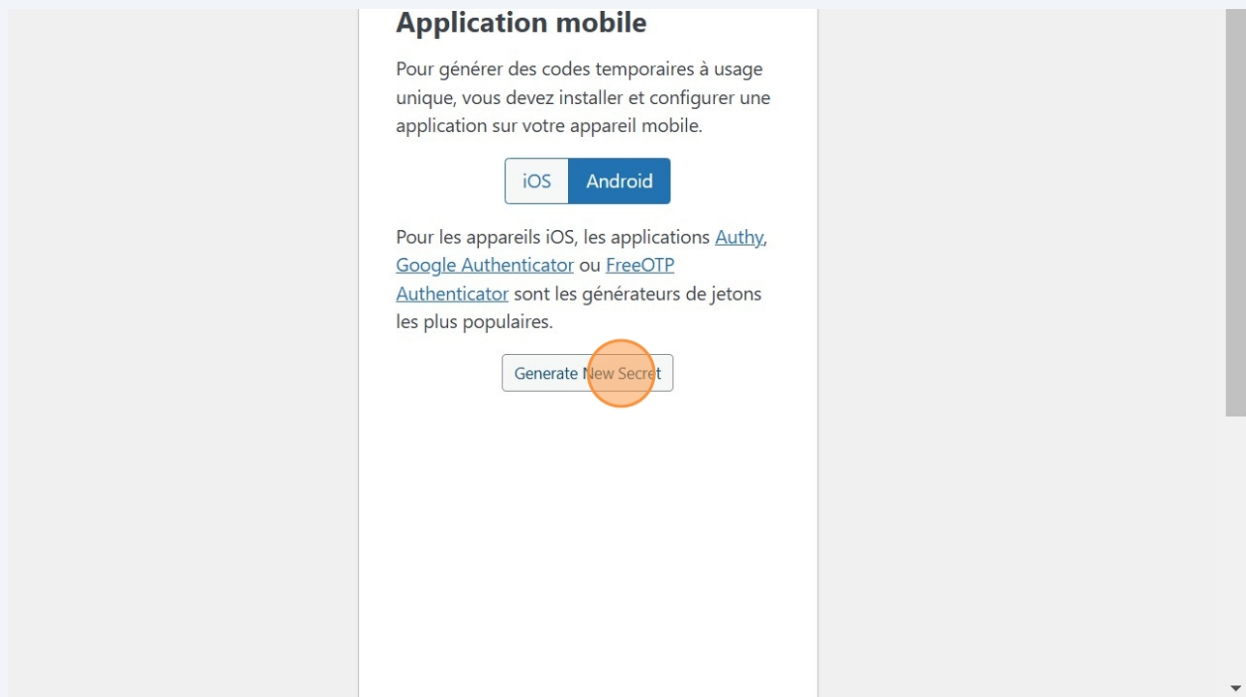 Application mobile
Pour générer des codes temporaires à usage
unique, vous devez installer et configurer une
application sur votre appareil mobile.
iOS Android
Pour les appareils iOS, les applications Authy,
Google Authenticator ou FreeOTP
Authenticator sont les générateurs de jetons
les plus populaires.
Generate New Secret